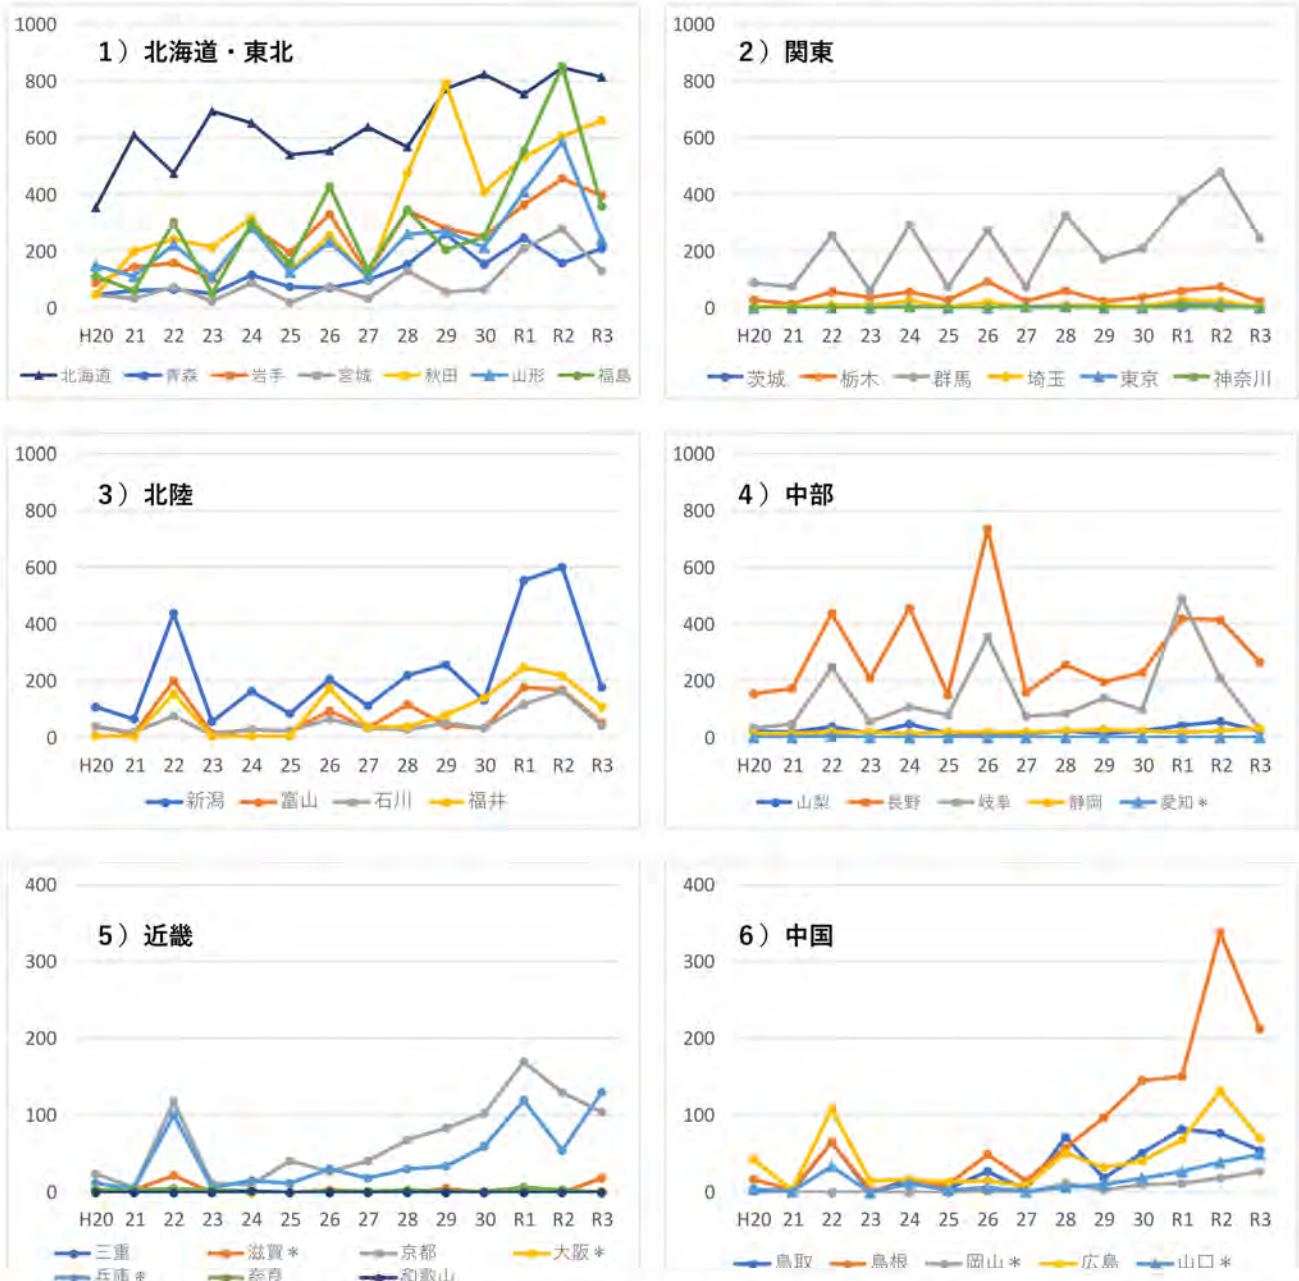 1）北海道・東北
1000
800
600
400
200
0
H20 21 22 23 24 25 26 27 28 29 30 R1 R2 R3
北海道 青森 岩手 宮城 秋田 山形 福島
2）関東
1000
800
600
400
200
0
H20 21 22 23 24 25 26 27 28 29 30 R1 R2 R3
茨城 栃木 群馬 埼玉 東京 神奈川
3）北陸
1000
800
600
400
200
0
H20 21 22 23 24 25 26 27 28 29 30 R1 R2 R3
新潟 富山 石川 福井
4）中部
1000
800
600
400
200
0
H20 21 22 23 24 25 26 27 28 29 30 R1 R2 R3
山梨 長野 岐阜 静岡 愛知＊
5）近畿
400
300
200
100
0
H20 21 22 23 24 25 26 27 28 29 30 R1 R2 R3
三重 滋賀＊ 京都 大阪＊
兵庫＊ 奈良 和歌山
6）中国
400
300
200
100
0
H20 21 22 23 24 25 26 27 28 29 30 R1 R2 R3
鳥取 島根 岡山＊ 広島 山口＊